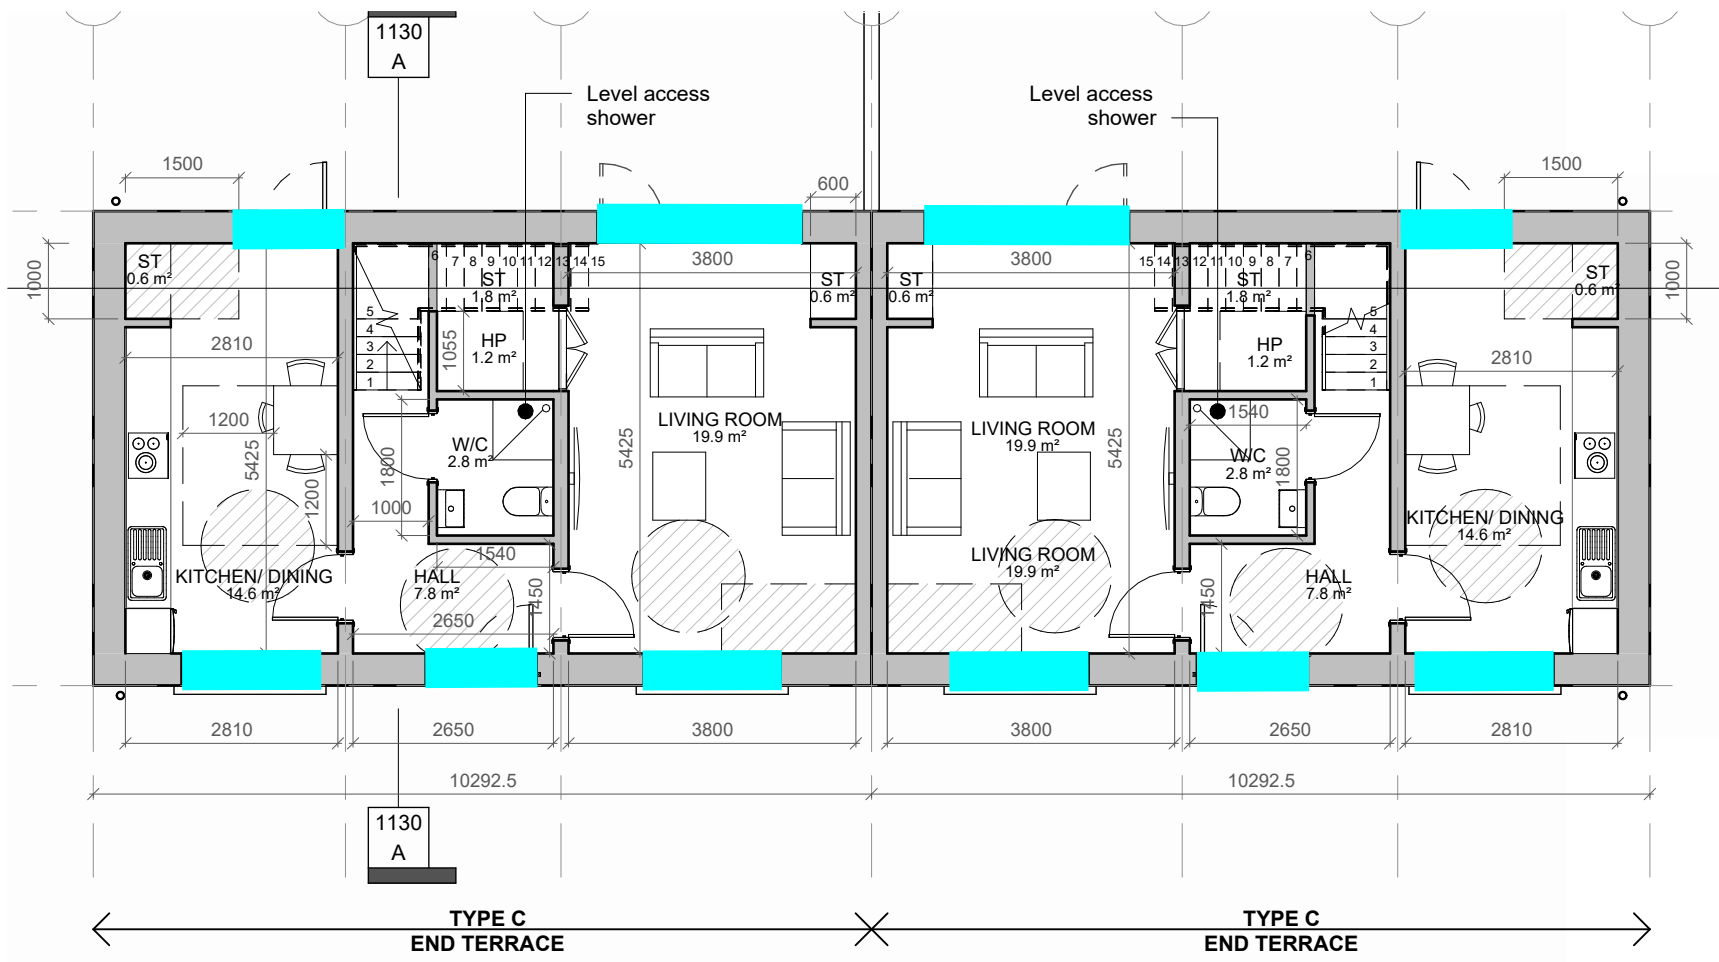 1130
A
Level access
shower
Level access
shower
1500
600
1500
ST
0.6 m²
1000
6
7
8
9
10
11
12
13
14
15
ST
1.8 m²
3800
ST
0.6 m²
ST
0.6 m²
3800
15
14
13
12
11
10
9
8
7
6
ST
1.8 m²
ST
0.6 m²
1000
5
4
3
2
1
2810
1055
HP
1.2 m²
HP
1.2 m²
5
4
3
2
1
2810
1200
5425
1200
1800
1000
W/C
2.8 m²
LIVING ROOM
19.9 m²
5425
LIVING ROOM
19.9 m²
5425
1540
W/C
2.8 m²
1800
KITCHEN/ DINING
14.6 m²
KITCHEN/ DINING
14.6 m²
HALL
7.8 m²
1540
1450
2650
LIVING ROOM
19.9 m²
1450
HALL
7.8 m²
2810
2650
3800
3800
2650
2810
10292.5
10292.5
1130
A
TYPE C
END TERRACE
TYPE C
END TERRACE